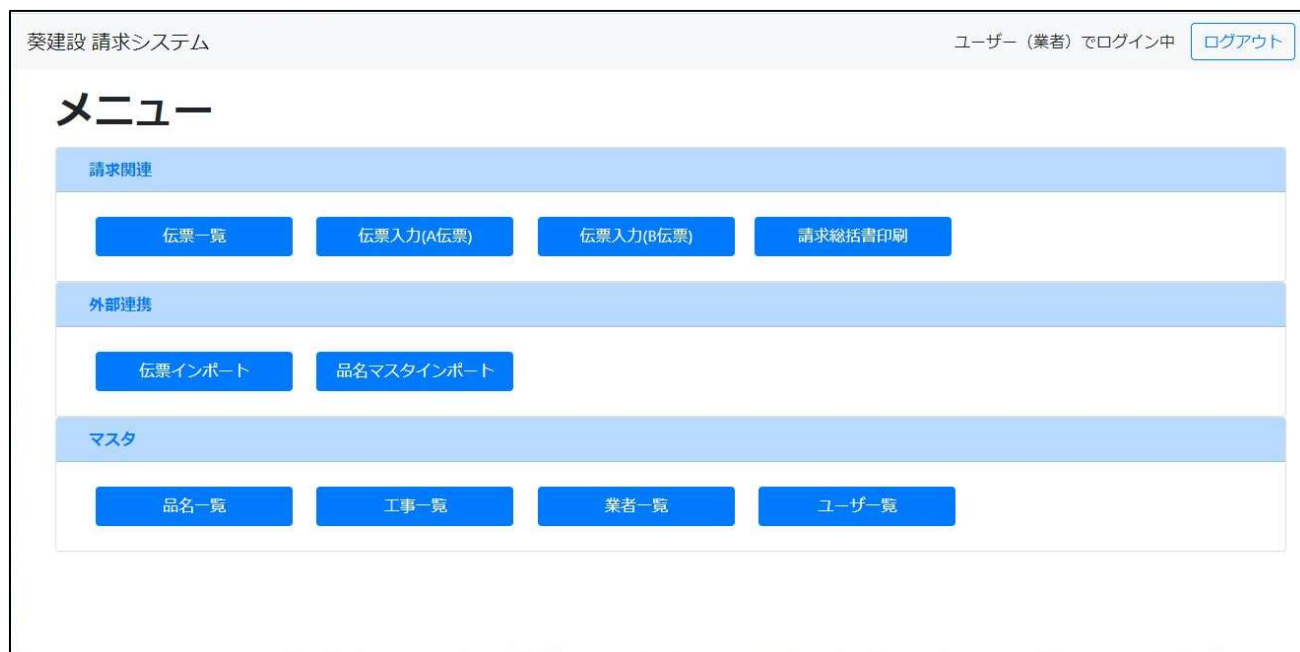 葵建設 請求システム
ユーザー（業者）でログイン中 ログアウト
メニュー
請求関連
伝票一覧 伝票入力(A伝票) 伝票入力(B伝票) 請求総括書印刷
外部連携
伝票インポート 品名マスタインポート
マスタ
品名一覧 工事一覧 業者一覧 ユーザ一覧